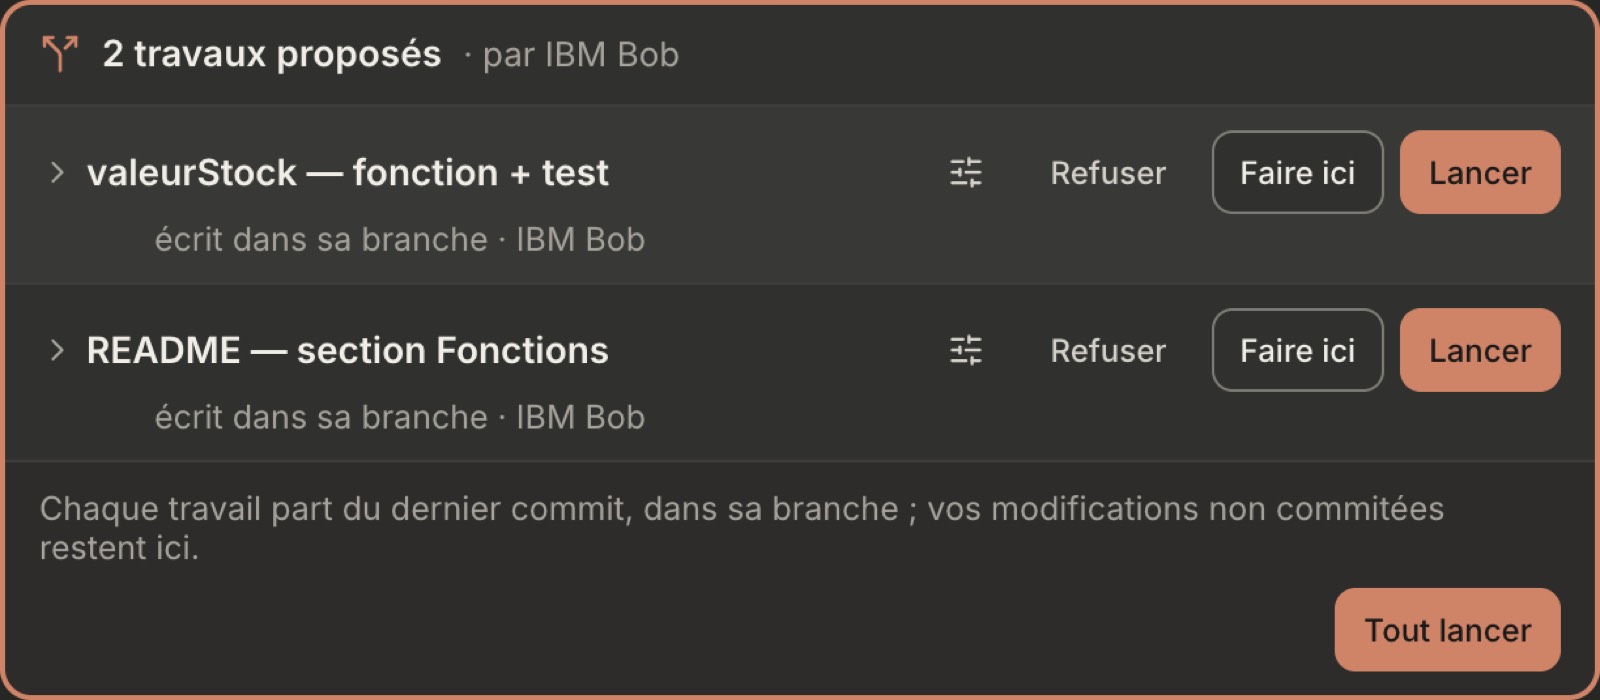 2 travaux proposés · par IBM Bob
valeurStock — fonction + test Refuser Faire ici Lancer
écrit dans sa branche · IBM Bob
README — section Fonctions Refuser Faire ici Lancer
écrit dans sa branche · IBM Bob
Chaque travail part du dernier commit, dans sa branche ; vos modifications non commitées
restent ici.
Tout lancer